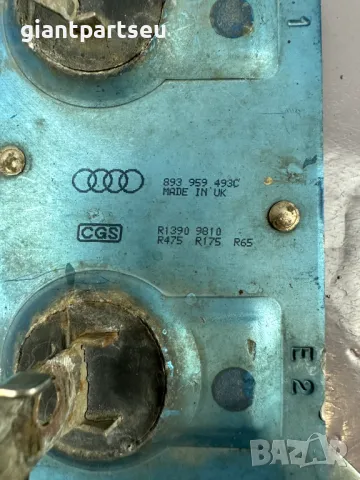 giantpartseu
1
893 959 493C
MADE IN UK
CGS
R1390 9810
R475 R175 R65
E 2
BAZAR